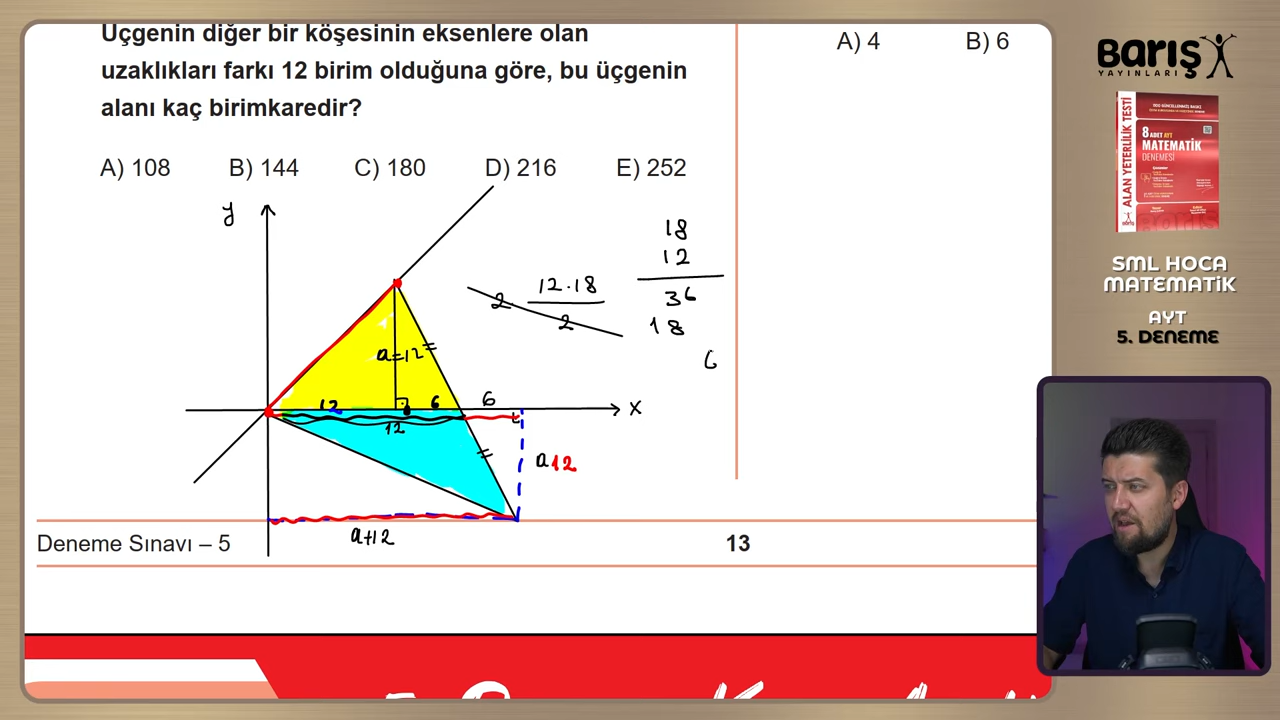 Uçgenin diğer bir köşesinin eksenlere olan
uzaklıkları farkı 12 birim olduğuna göre, bu üçgenin
alanı kaç birimkaredir?
A) 108 B) 144 C) 180 D) 216 E) 252
y
18
12
36
18
6
2. 12.18
2
a=12
12 6 6
12
x
a 12
a+12
Deneme Sınavı – 5
13
A) 4 B) 6
BARIŞ
YAYINLARI
ALAN YETERLİLİK TESTİ
8 ADET AYT
MATEMATİK
DENEMESİ
BARIŞ
SML HOCA
MATEMATİK
AYT
5. DENEME